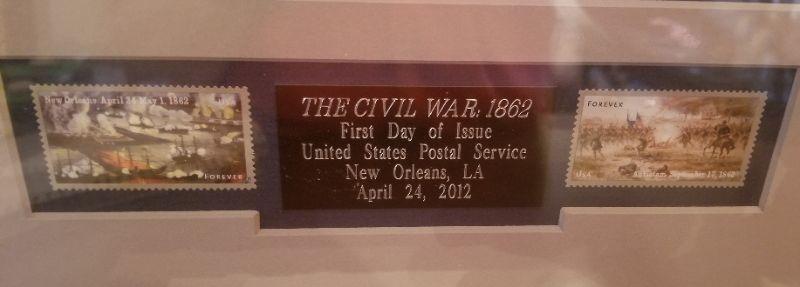 New Orleans, April 24-May 1, 1862 USA
FOREVER
THE CIVIL WAR: 1862
First Day of Issue
United States Postal Service
New Orleans, LA
April 24, 2012
FOREVER
USA Antietam, September 17, 1862